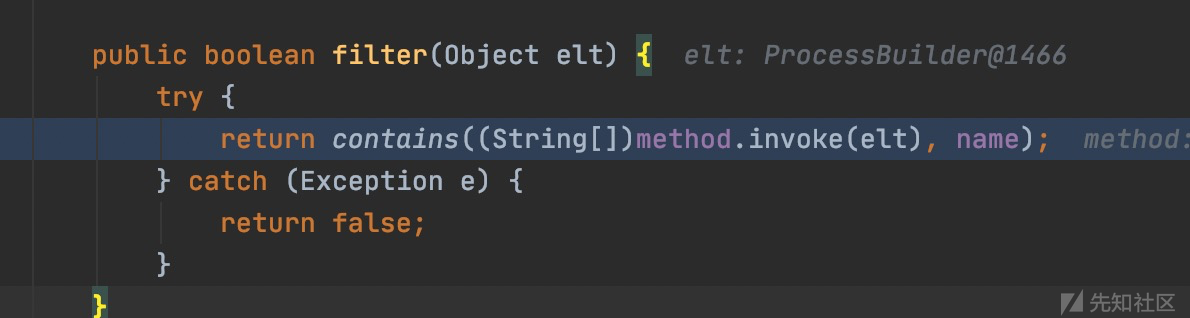 public boolean filter(Object elt) {  elt: ProcessBuilder@1466
    try {
        return contains((String[])method.invoke(elt), name);  method:
    } catch (Exception e) {
        return false;
    }
}
先知社区